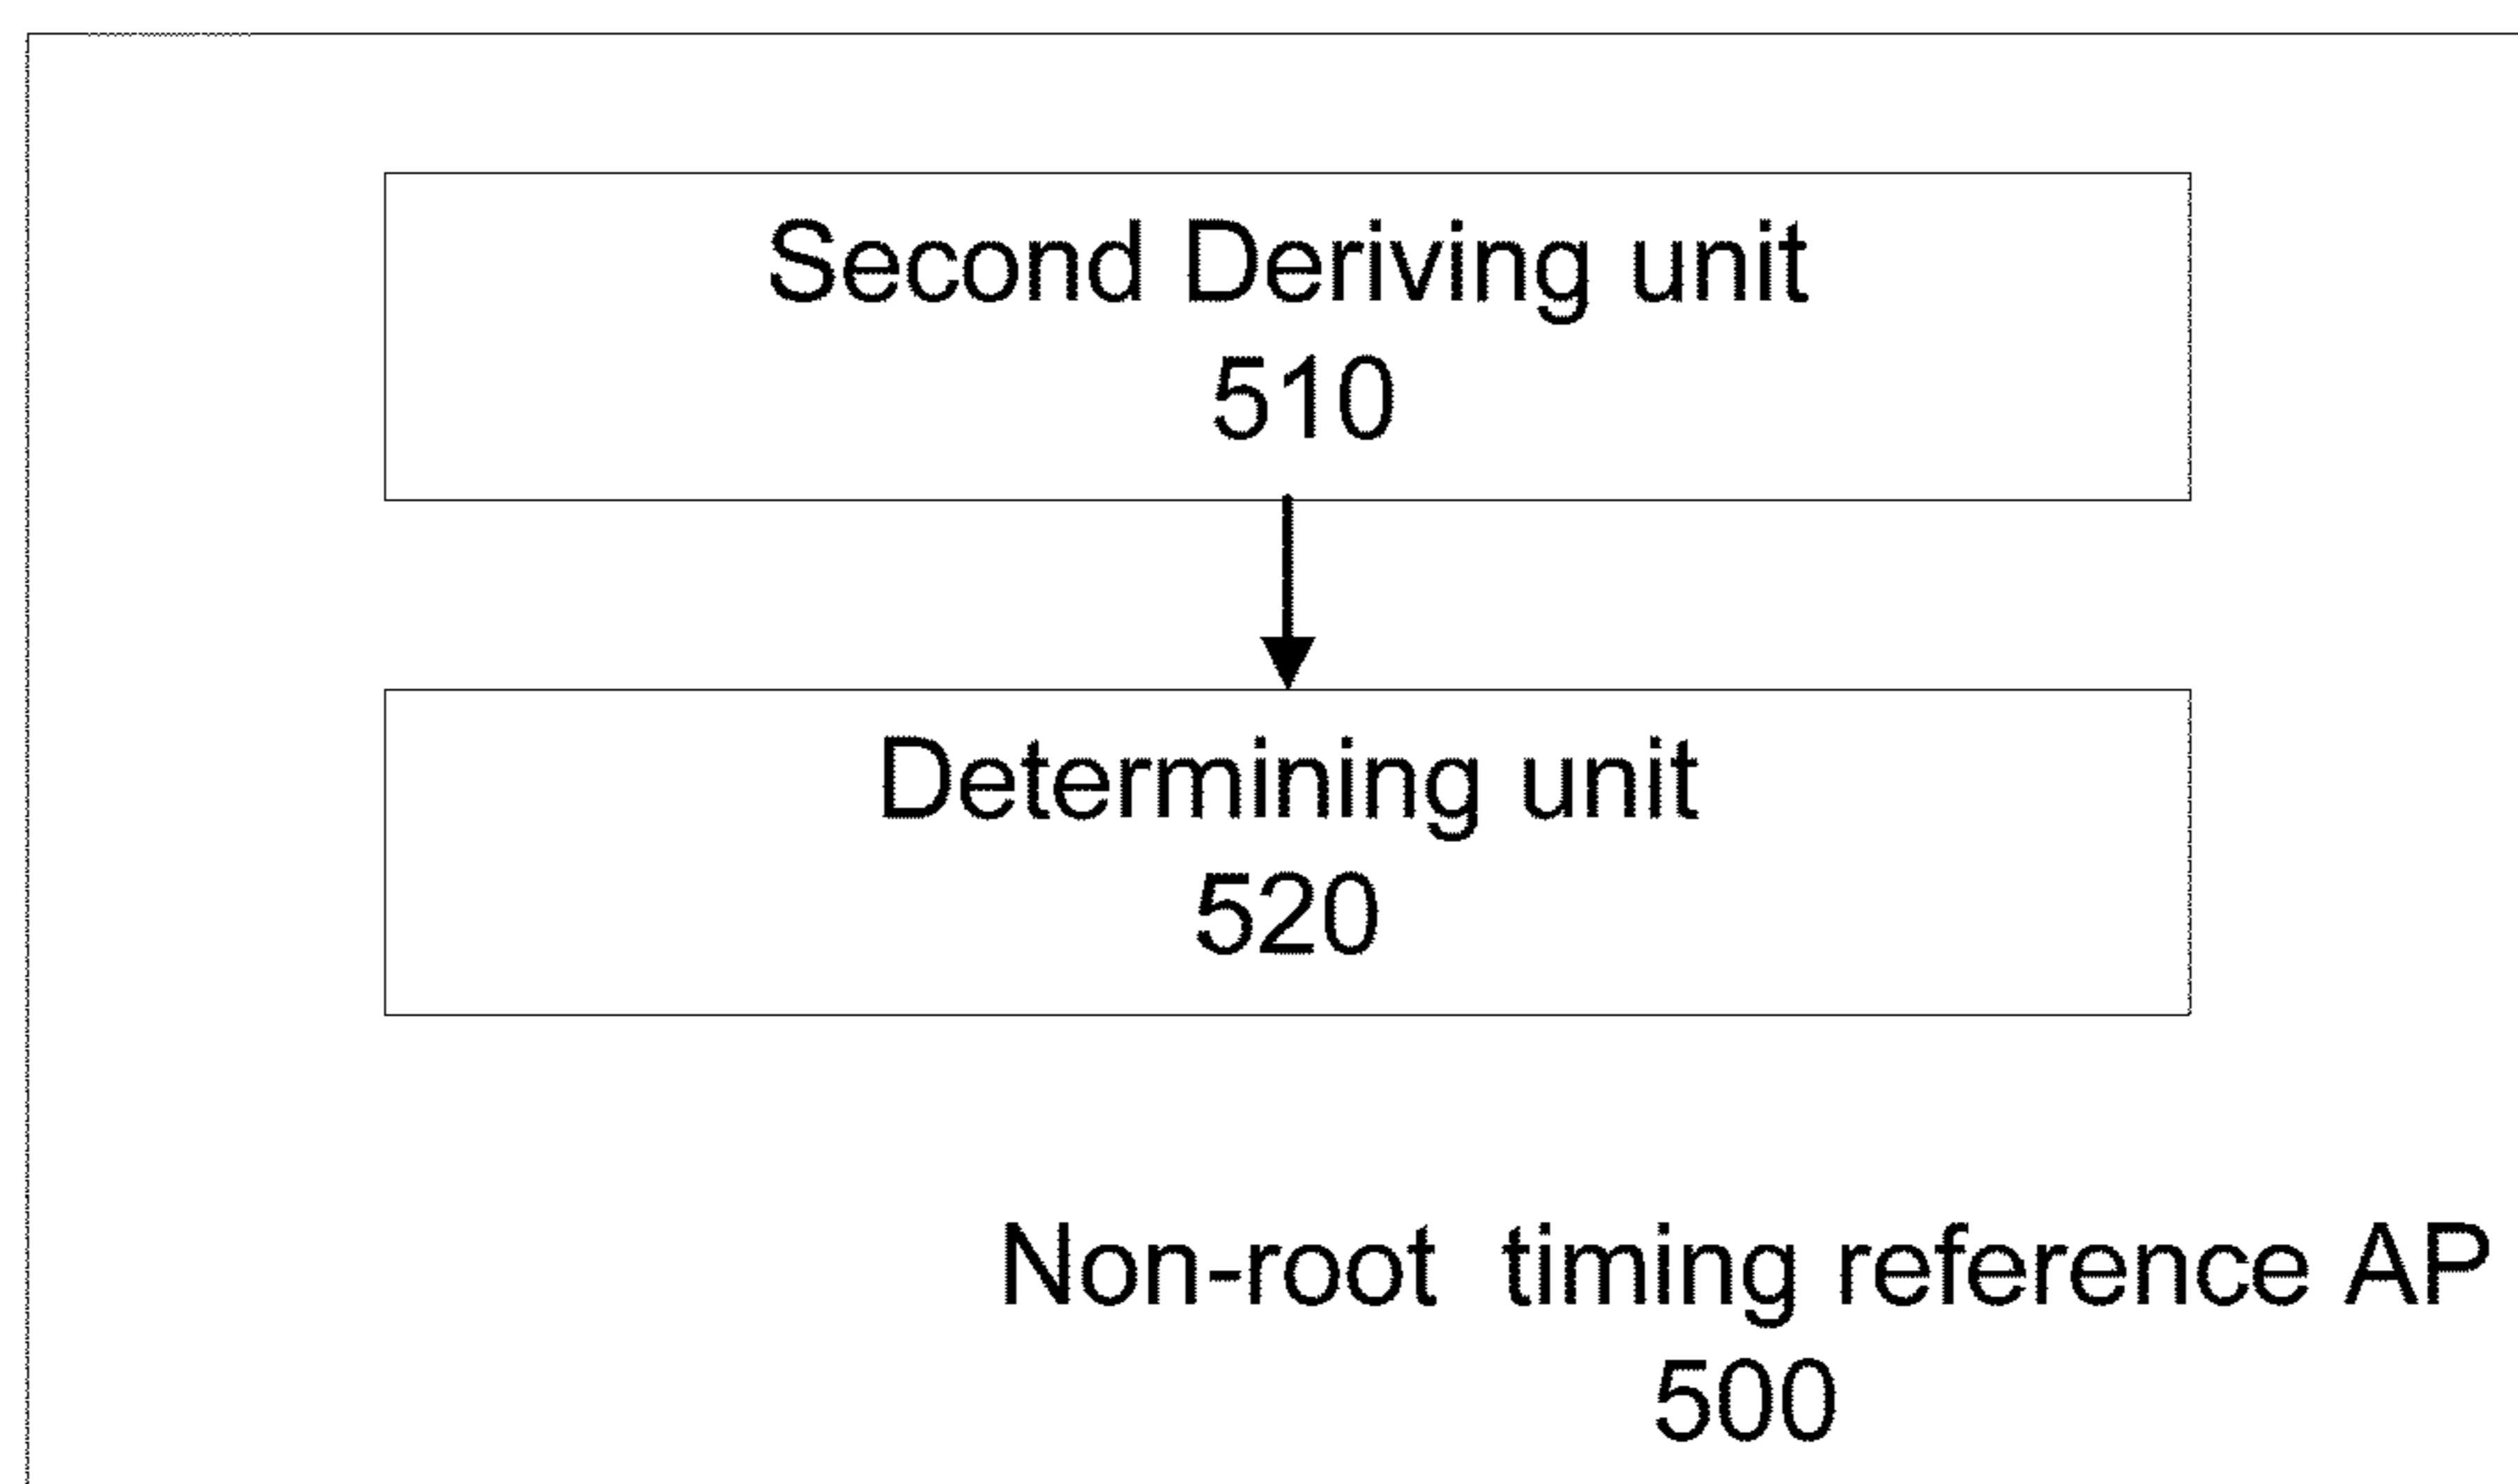 Second Deriving unit
510
Determining unit
520
Non-root timing reference AP
500